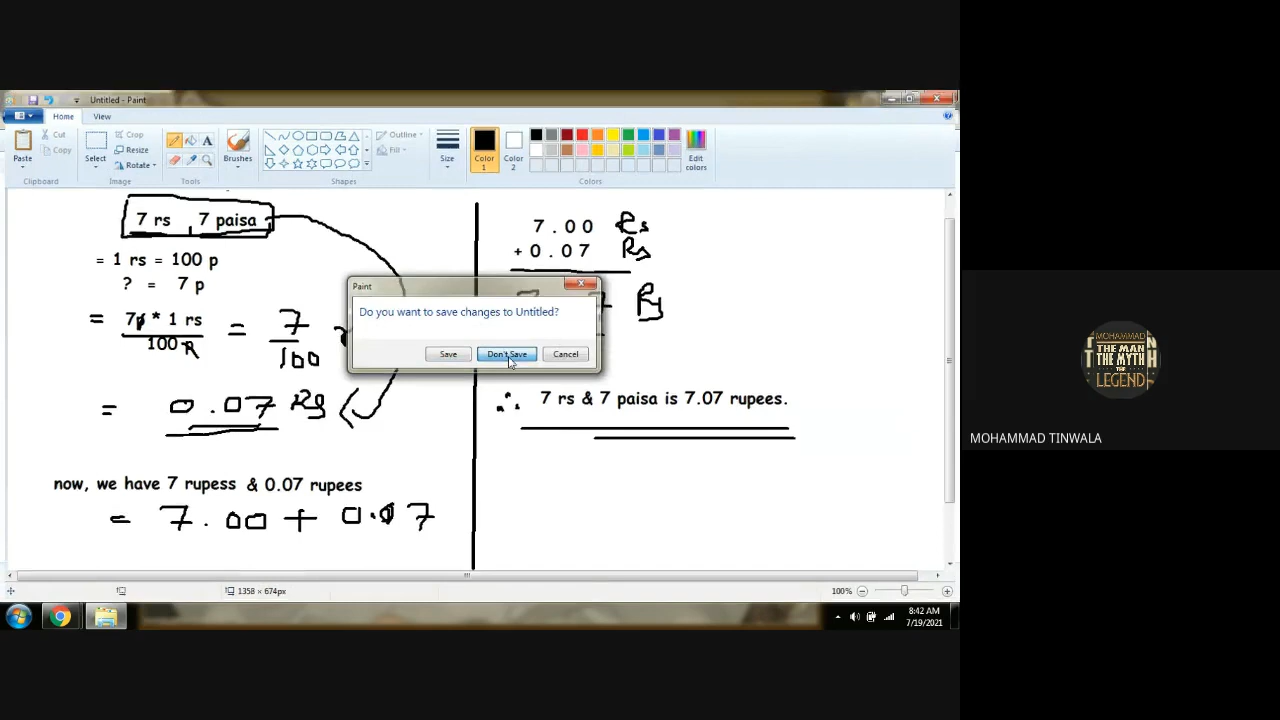 Untitled - Paint
Home View
Paste
Cut
Copy
Clipboard
Select
Crop
Resize
Rotate
Image
Tools
Brushes
Shapes
Outline
Fill
Size
Color 1
Color 2
Edit colors
Colors
7 rs 7 paisa
= 1 rs = 100 p
? = 7 p
= 7p * 1 rs = 7
100 p 100
= 0.07 Rs
now, we have 7 rupess & 0.07 rupees
= 7.00 + 0.07
7.00 Rs
+ 0.07 Rs
Rs
∴ 7 rs & 7 paisa is 7.07 rupees.
Paint
Do you want to save changes to Untitled?
Save Don't Save Cancel
1358 × 674px
100%
8:42 AM
7/19/2021
MOHAMMAD
THE MAN
THE MYTH
THE
LEGEND
MOHAMMAD TINWALA